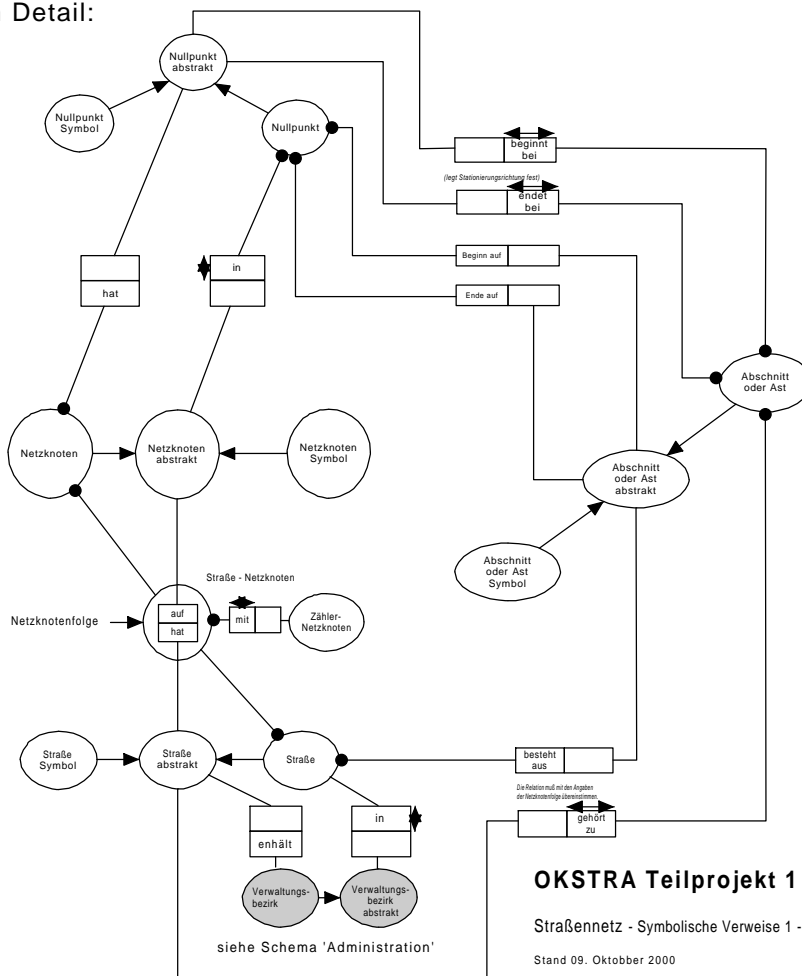 Detail:
Nullpunkt
abstrakt
Nullpunkt
Symbol
Nullpunkt
beginnt
bei
(legt Stationierungsrichtung fest)
endet
bei
in
hat
Beginn auf
Ende auf
Abschnitt
oder Ast
Netzknoten
Netzknoten
abstrakt
Netzknoten
Symbol
Abschnitt
oder Ast
abstrakt
Abschnitt
oder Ast
Symbol
Straße - Netzknoten
Netzknotenfolge
auf
hat
mit
Zähler-
Netzknoten
Straße
Symbol
Straße
abstrakt
Straße
besteht
aus
Die Relation muß mit den Angaben
der Netzknotenfolge übereinstimmen.
gehört
zu
in
enhält
Verwaltungs-
bezirk
Verwaltungs-
bezirk
abstrakt
siehe Schema 'Administration'
OKSTRA Teilprojekt 1
Straßennetz - Symbolische Verweise 1 -
Stand 09. Oktobber 2000